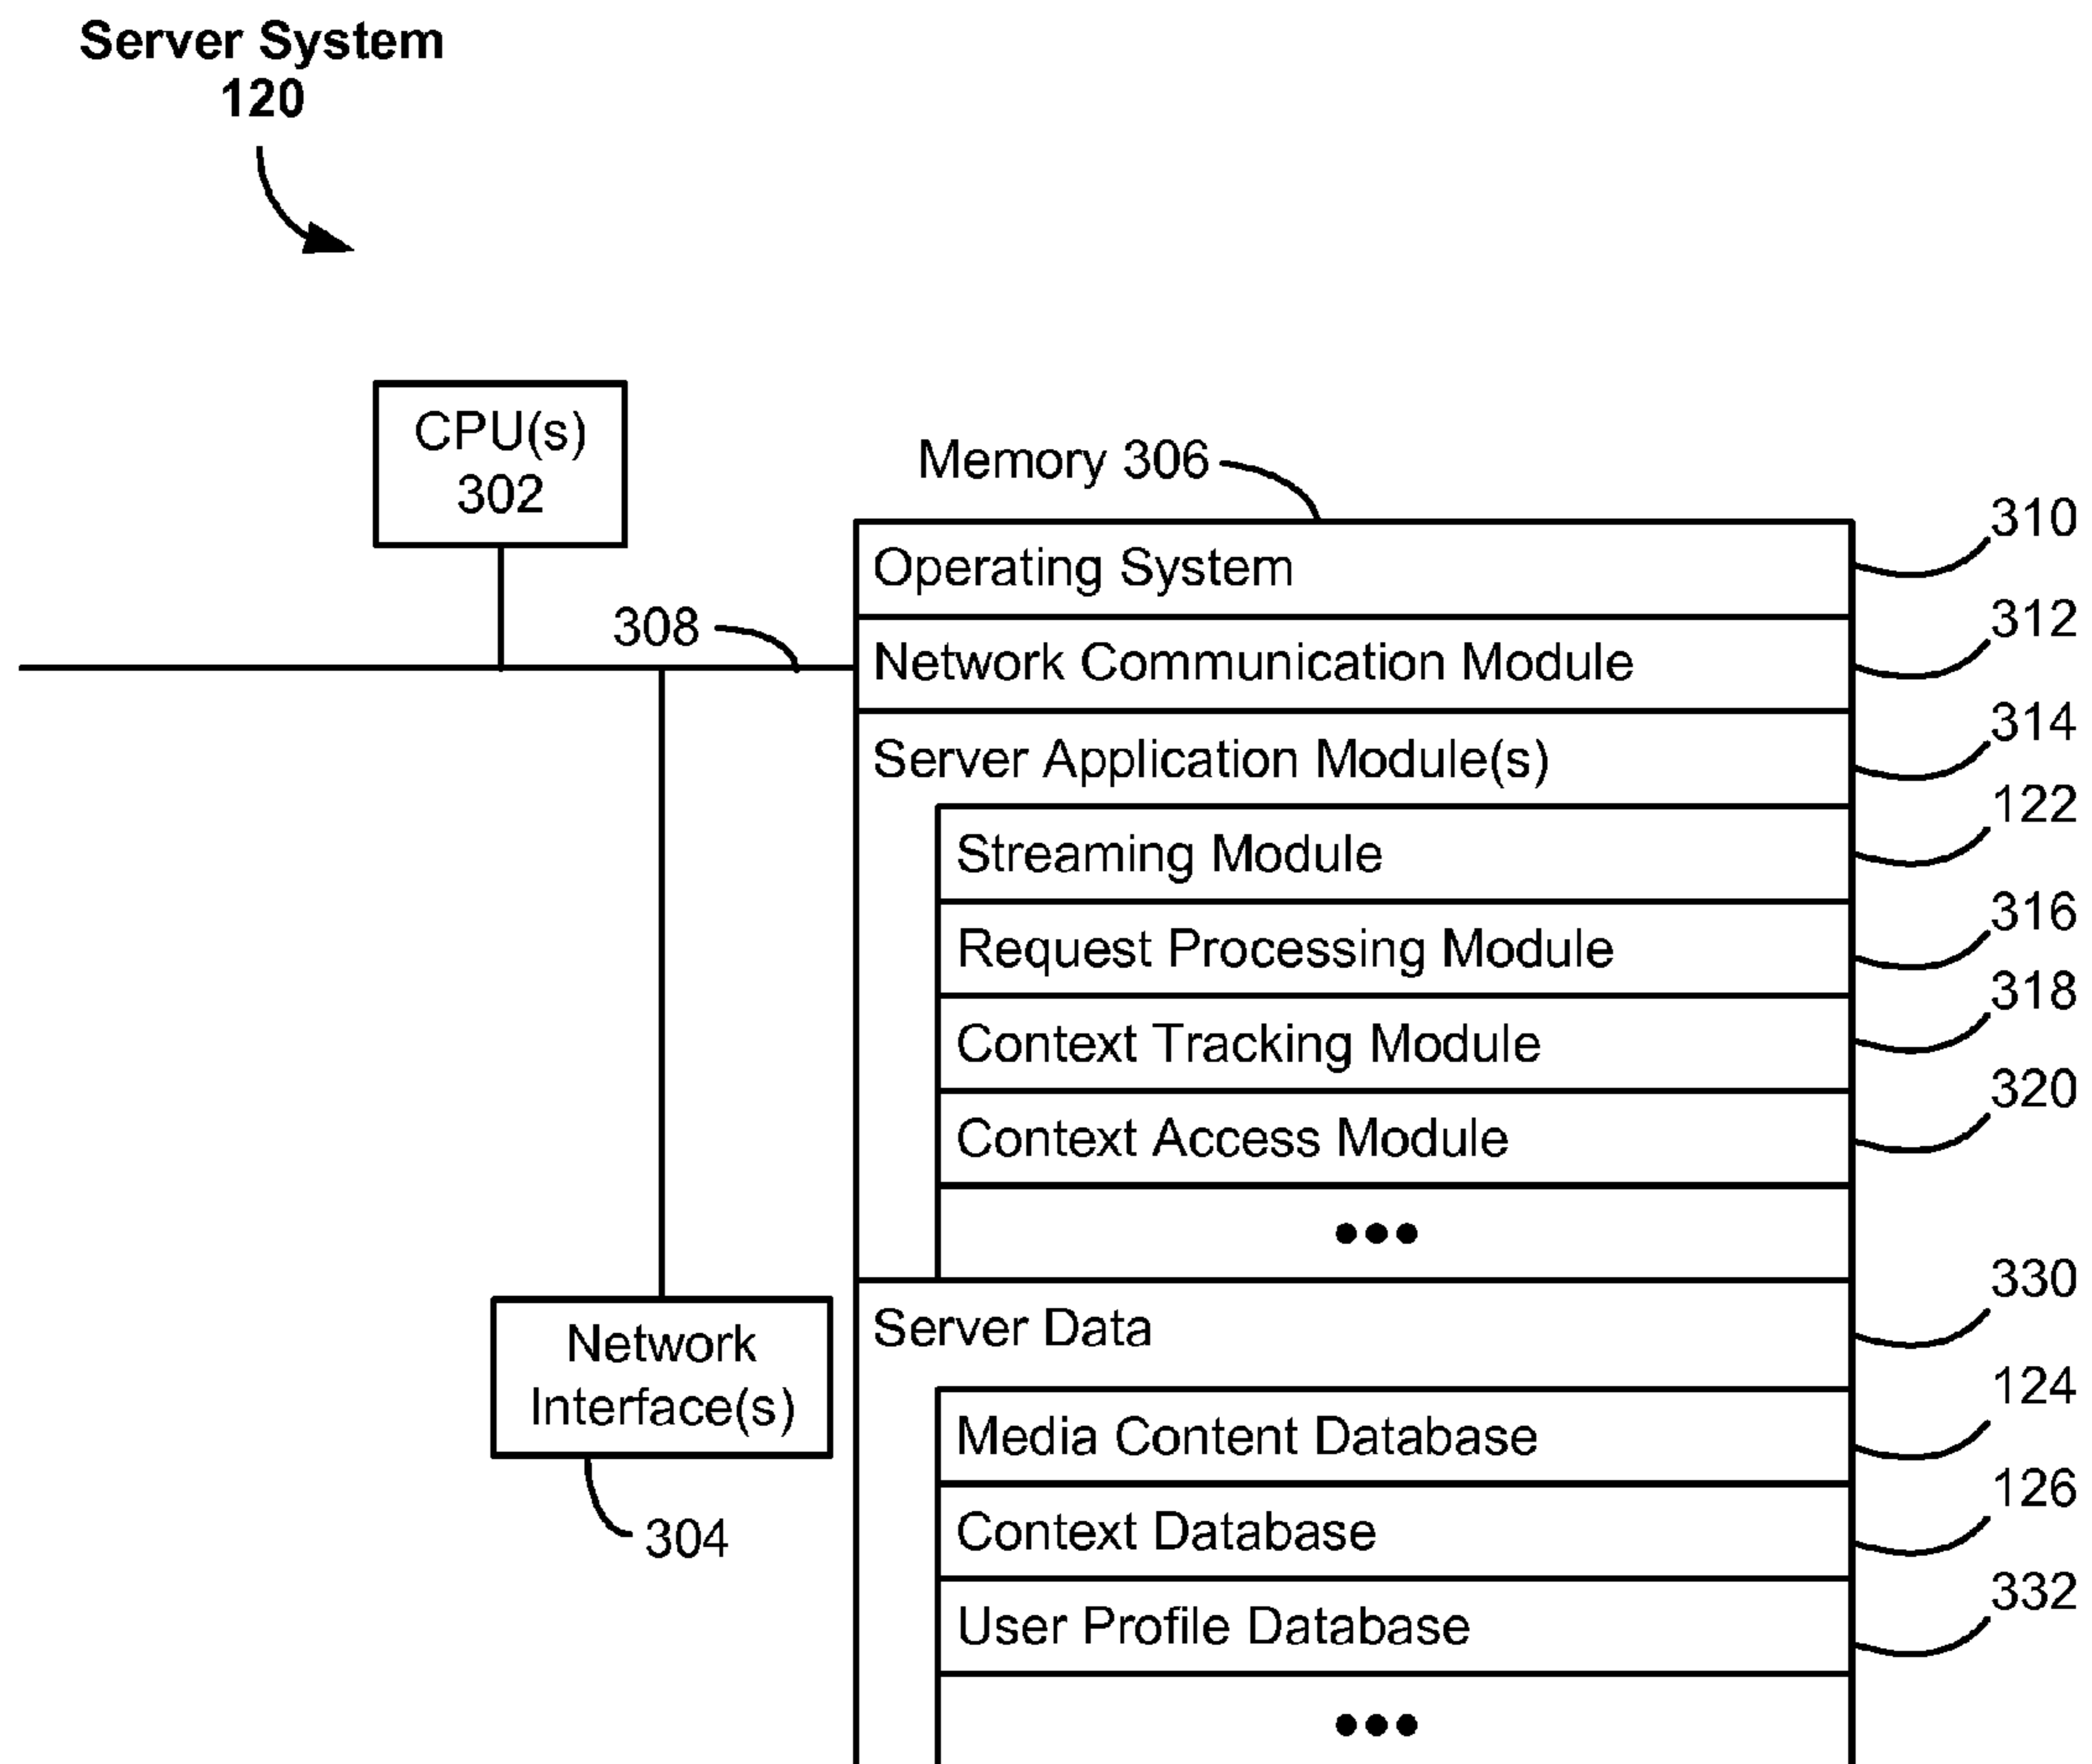 Server System
120
CPU(s)
302
Memory 306
310
Operating System
308
312
Network Communication Module
314
Server Application Module(s)
122
Streaming Module
316
Request Processing Module
318
Context Tracking Module
320
Context Access Module
•••
330
Server Data
Network
Interface(s)
304
124
Media Content Database
126
Context Database
332
User Profile Database
•••